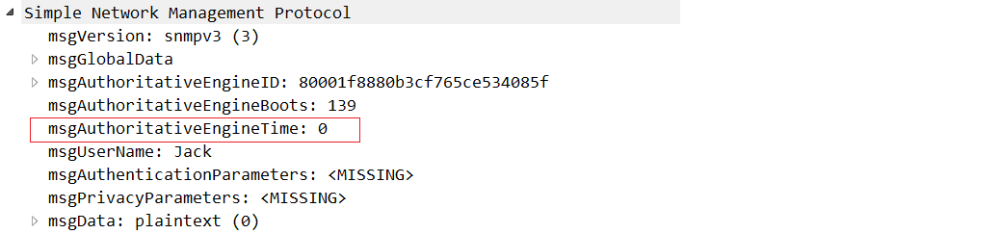 Simple Network Management Protocol
msgVersion: snmpv3 (3)
msgGlobalData
msgAuthoritativeEngineID: 80001f8880b3cf765ce534085f
msgAuthoritativeEngineBoots: 139
msgAuthoritativeEngineTime: 0
msgUserName: Jack
msgAuthenticationParameters: <MISSING>
msgPrivacyParameters: <MISSING>
msgData: plaintext (0)